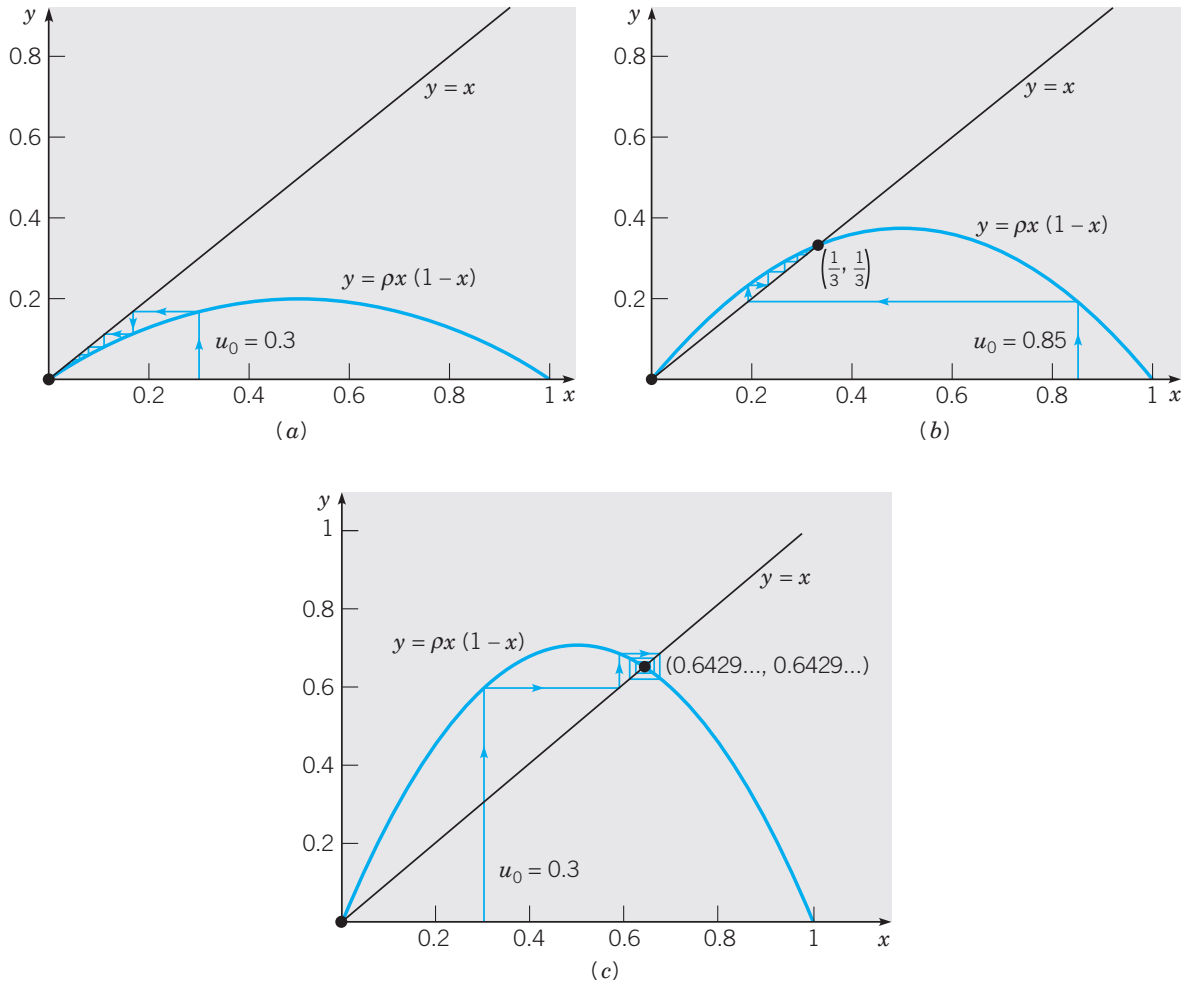 y
0.8
0.6
0.4
0.2
y = x
y = ρx (1 – x)
u₀ = 0.3
0.2 0.4 0.6 0.8 1 x
(a)
y
0.8
0.6
0.4
0.2
y = x
y = ρx (1 – x)
(1/3, 1/3)
u₀ = 0.85
0.2 0.4 0.6 0.8 1 x
(b)
y
1
0.8
0.6
0.4
0.2
y = x
y = ρx (1 – x)
(0.6429..., 0.6429...)
u₀ = 0.3
0.2 0.4 0.6 0.8 1 x
(c)